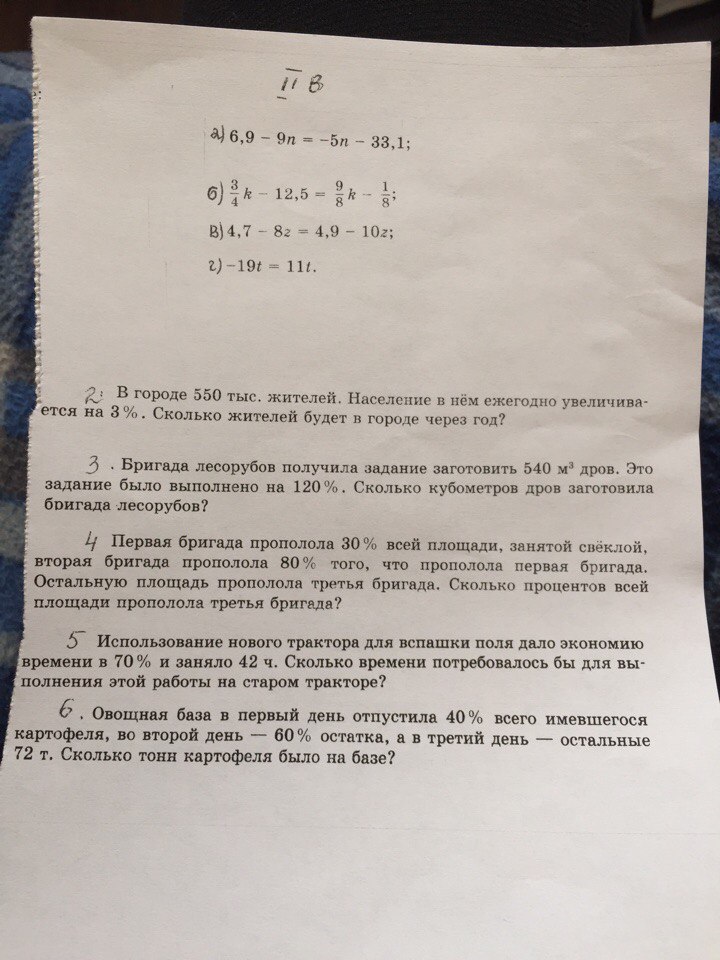 II в
а) 6,9 − 9n = −5n − 33,1;
б) 3/4 k − 12,5 = 9/8 k − 1/8;
в) 4,7 − 8z = 4,9 − 10z;
г) −19t = 11t.
2. В городе 550 тыс. жителей. Население в нём ежегодно увеличива-
ется на 3%. Сколько жителей будет в городе через год?
3. Бригада лесорубов получила задание заготовить 540 м³ дров. Это
задание было выполнено на 120%. Сколько кубометров дров заготовила
бригада лесорубов?
4 Первая бригада прополола 30% всей площади, занятой свёклой,
вторая бригада прополола 80% того, что прополола первая бригада.
Остальную площадь прополола третья бригада. Сколько процентов всей
площади прополола третья бригада?
5 Использование нового трактора для вспашки поля дало экономию
времени в 70% и заняло 42 ч. Сколько времени потребовалось бы для вы-
полнения этой работы на старом тракторе?
6. Овощная база в первый день отпустила 40% всего имевшегося
картофеля, во второй день — 60% остатка, а в третий день — остальные
72 т. Сколько тонн картофеля было на базе?